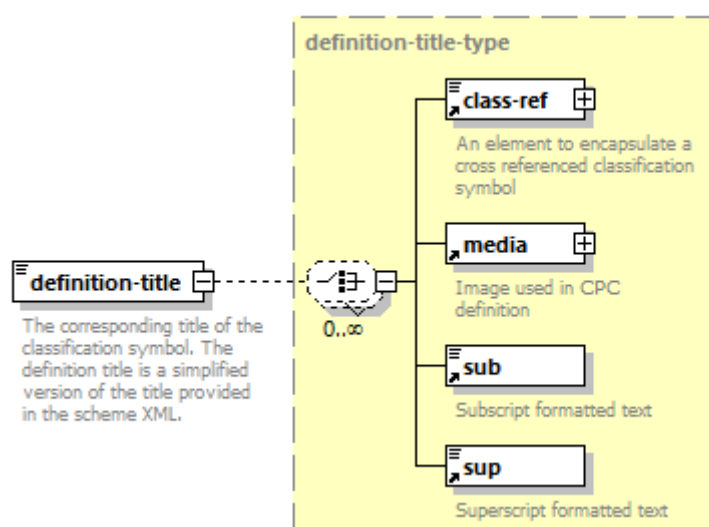 definition-title-type
class-ref
An element to encapsulate a
cross referenced classification
symbol
media
Image used in CPC
definition
definition-title
The corresponding title of the
classification symbol. The
definition title is a simplified
version of the title provided
in the scheme XML.
0..∞
sub
Subscript formatted text
sup
Superscript formatted text